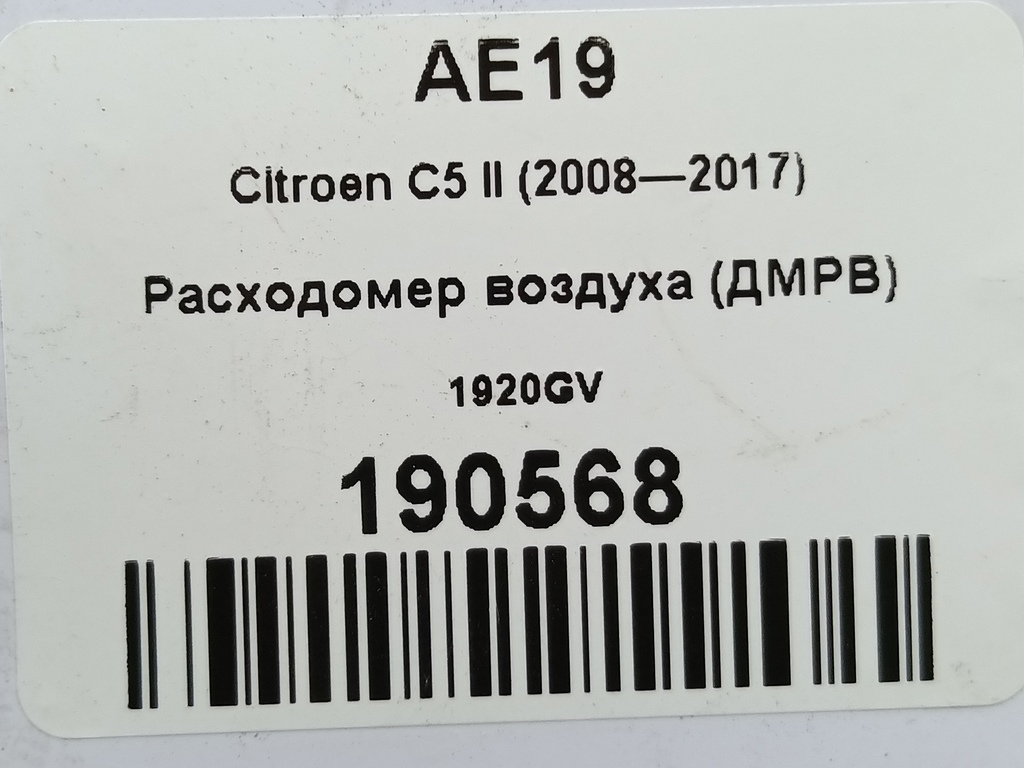 AE19
Citroen C5 II (2008—2017)
Расходомер воздуха (ДМРВ)
1920GV
190568